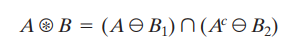 A ⊛ B = (A ⊖ B₁) ∩ (Aᶜ ⊖ B₂)